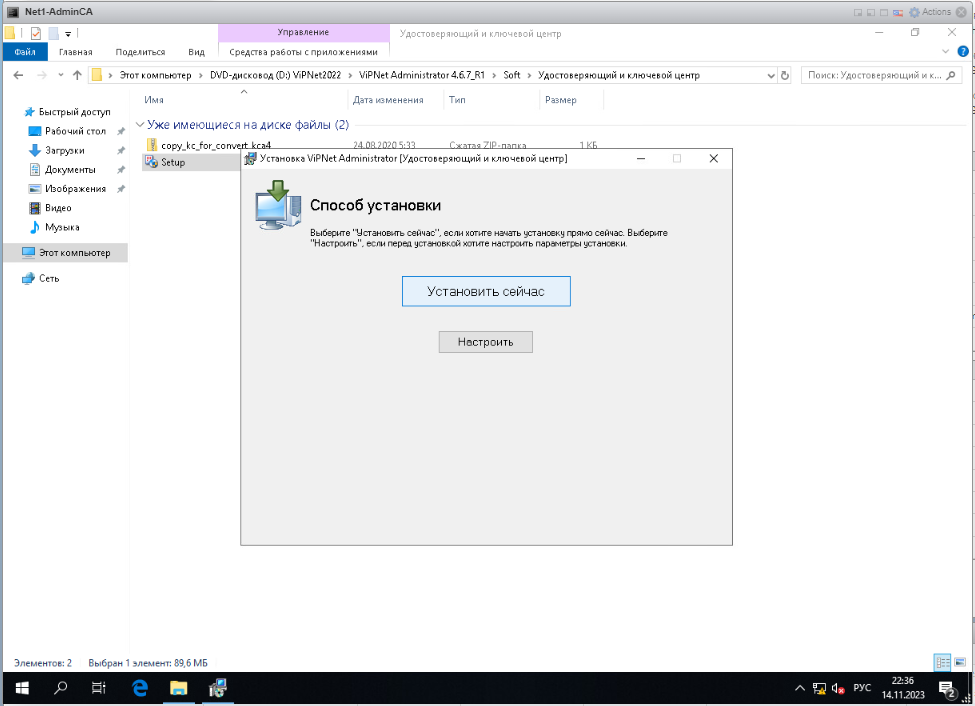 Net1-AdminCA
Actions
Управление
Удостоверяющий и ключевой центр
Файл
Главная
Поделиться
Вид
Средства работы с приложениями
Этот компьютер > DVD-дисковод (D:) ViPNet2022 > ViPNet Administrator 4.6.7_R1 > Soft > Удостоверяющий и ключевой центр
Поиск: Удостоверяющий и к...
Имя
Дата изменения
Тип
Размер
Быстрый доступ
Рабочий стол
Загрузки
Документы
Изображения
Видео
Музыка
Этот компьютер
Сеть
Уже имеющиеся на диске файлы (2)
copy_kc_for_convert_kca4
24.08.2020 5:33
Сжатая ZIP-папка
1 КБ
Setup
Установка ViPNet Administrator [Удостоверяющий и ключевой центр]
Способ установки
Выберите "Установить сейчас", если хотите начать установку прямо сейчас. Выберите
"Настроить", если перед установкой хотите настроить параметры установки.
Установить сейчас
Настроить
Элементов: 2
Выбран 1 элемент: 89,6 МБ
РУС
22:36
14.11.2023
2